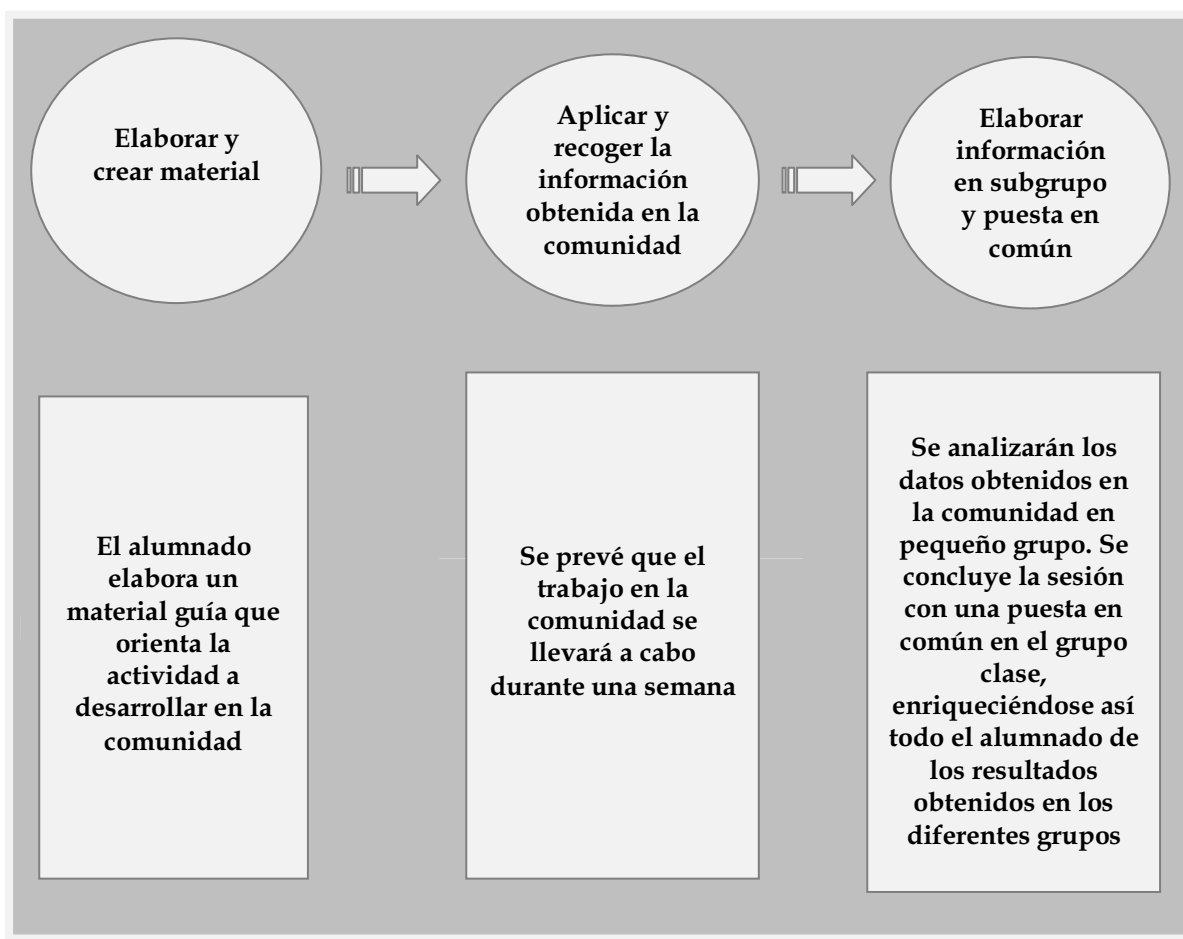 Elaborar y
crear material
Aplicar y
recoger la
información
obtenida en la
comunidad
Elaborar
información
en subgrupo
y puesta en
común
El alumnado
elabora un
material guía que
orienta la
actividad a
desarrollar en la
comunidad
Se prevé que el
trabajo en la
comunidad se
llevará a cabo
durante una semana
Se analizarán los
datos obtenidos en
la comunidad en
pequeño grupo. Se
concluye la sesión
con una puesta en
común en el grupo
clase,
enriqueciéndose así
todo el alumnado de
los resultados
obtenidos en los
diferentes grupos